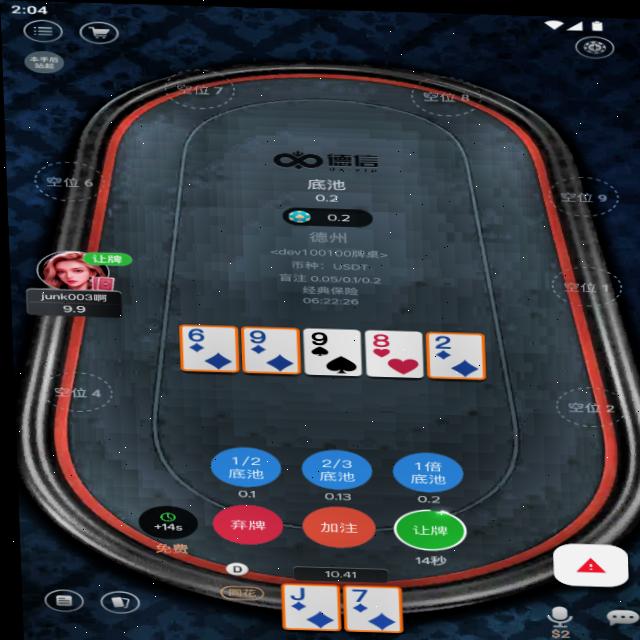 2:04
本手后
站起
空位 7
空位 8
德信
DX VIP
空位 6
底池
0.2
空位 9
0.2
德州
让牌
<dev100100牌桌>
币种: USDT
空位 1
junk003啊
盲注 0.05/0.1/0.2
9.9
经典保险
06:22:26
6
9
9
8
2
空位 4
空位 2
1/2
底池
2/3
底池
1倍
底池
0.1
0.13
0.2
+14s
弃牌
加注
让牌
免费
14秒
D
10.41
同花
J
7
52